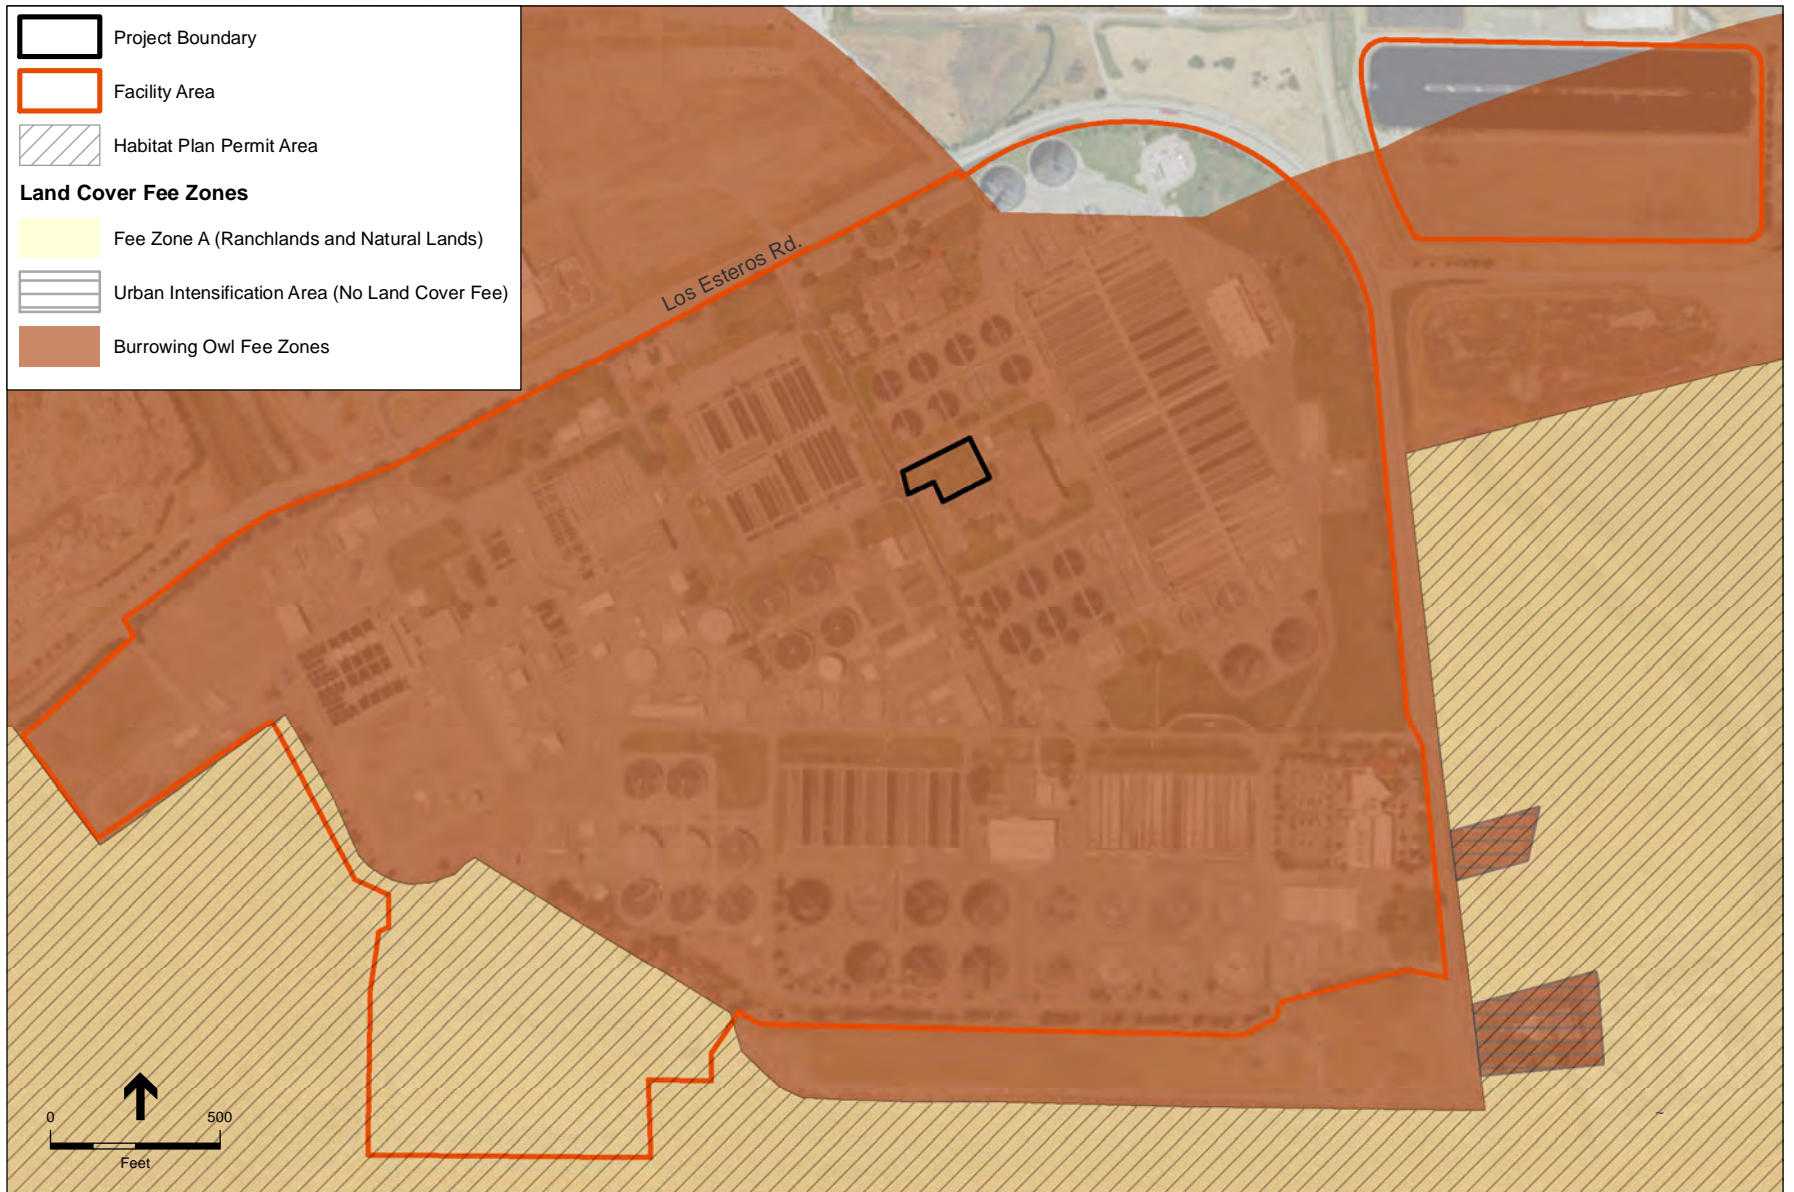 Project Boundary
Facility Area
Habitat Plan Permit Area
Land Cover Fee Zones
Fee Zone A (Ranchlands and Natural Lands)
Urban Intensification Area (No Land Cover Fee)
Burrowing Owl Fee Zones
Los Esteros Rd.
0 500
Feet